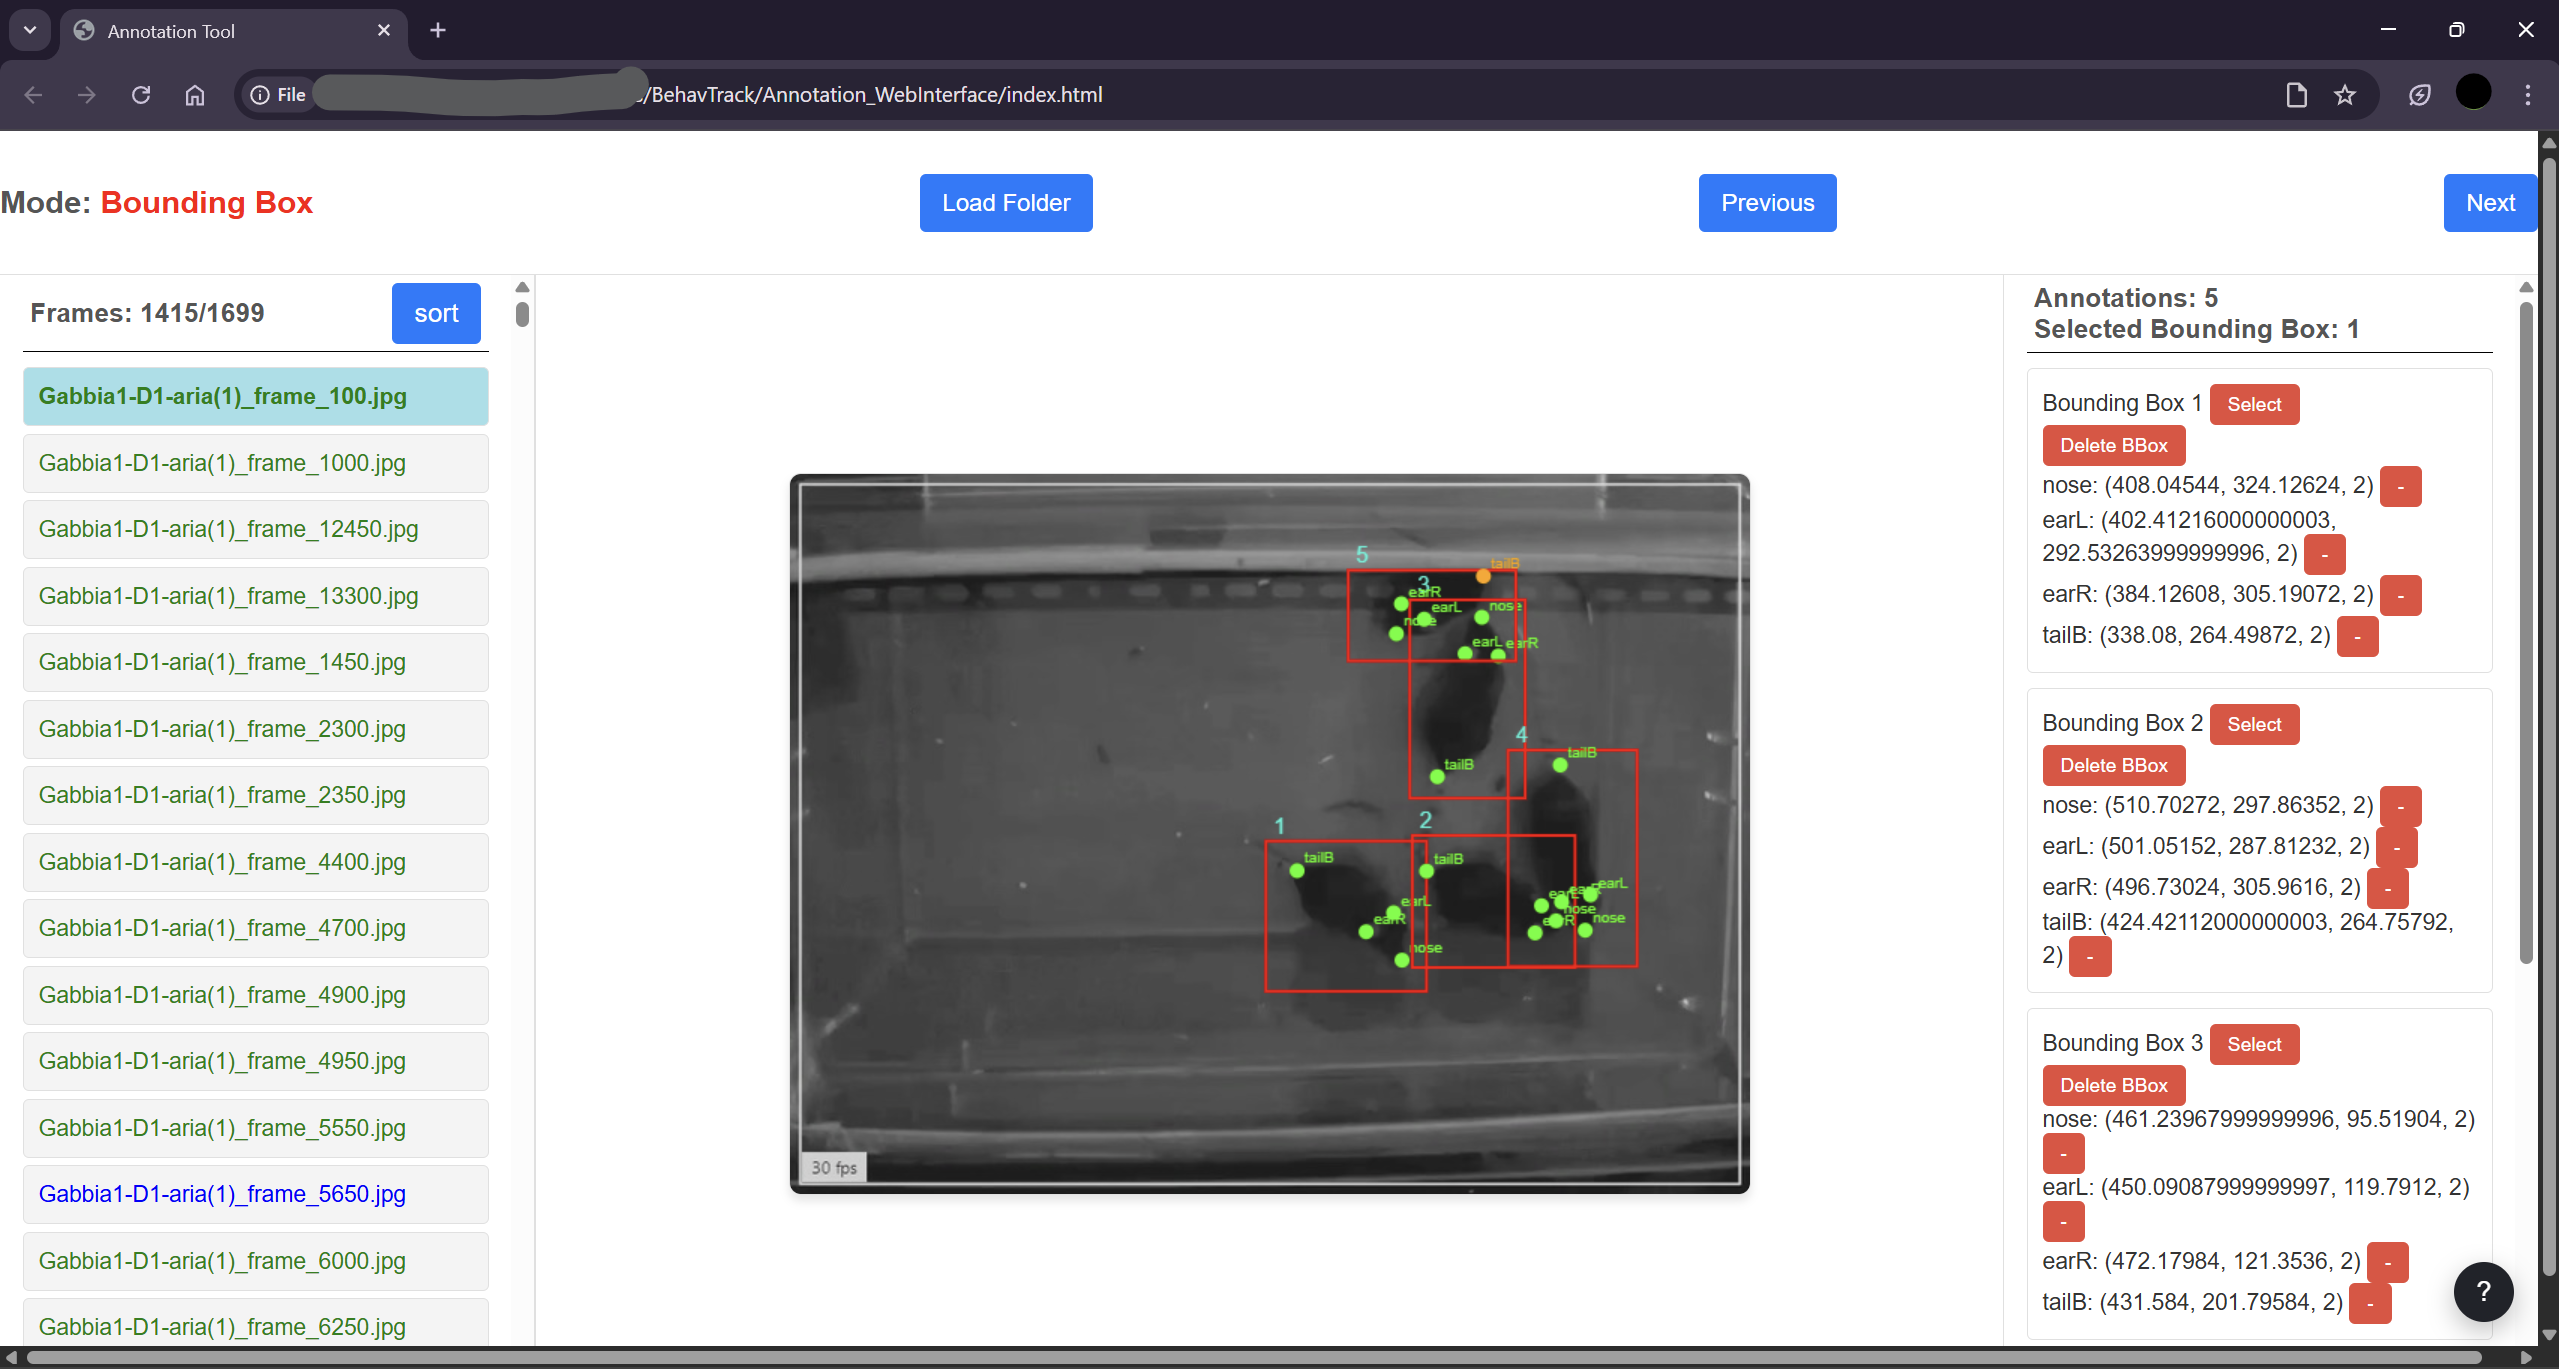 Annotation Tool
File
/BehavTrack/Annotation_WebInterface/index.html
Mode: Bounding Box
Load Folder
Previous
Next
Frames: 1415/1699
sort
Gabbia1-D1-aria(1)_frame_100.jpg
Gabbia1-D1-aria(1)_frame_1000.jpg
Gabbia1-D1-aria(1)_frame_12450.jpg
Gabbia1-D1-aria(1)_frame_13300.jpg
Gabbia1-D1-aria(1)_frame_1450.jpg
Gabbia1-D1-aria(1)_frame_2300.jpg
Gabbia1-D1-aria(1)_frame_2350.jpg
Gabbia1-D1-aria(1)_frame_4400.jpg
Gabbia1-D1-aria(1)_frame_4700.jpg
Gabbia1-D1-aria(1)_frame_4900.jpg
Gabbia1-D1-aria(1)_frame_4950.jpg
Gabbia1-D1-aria(1)_frame_5550.jpg
Gabbia1-D1-aria(1)_frame_5650.jpg
Gabbia1-D1-aria(1)_frame_6000.jpg
Gabbia1-D1-aria(1)_frame_6250.jpg
5
tailB
3
earR
earL
nose
nose
earL
earR
4
tailB
tailB
1
2
tailB
tailB
earL
earR
nose
earL
earR
earL
nose
nose
earR
30 fps
Annotations: 5
Selected Bounding Box: 1
Bounding Box 1 Select
Delete BBox
nose: (408.04544, 324.12624, 2) -
earL: (402.41216000000003,
292.53263999999996, 2) -
earR: (384.12608, 305.19072, 2) -
tailB: (338.08, 264.49872, 2) -
Bounding Box 2 Select
Delete BBox
nose: (510.70272, 297.86352, 2) -
earL: (501.05152, 287.81232, 2) -
earR: (496.73024, 305.9616, 2) -
tailB: (424.42112000000003, 264.75792,
2) -
Bounding Box 3 Select
Delete BBox
nose: (461.23967999999996, 95.51904, 2)
-
earL: (450.09087999999997, 119.7912, 2)
-
earR: (472.17984, 121.3536, 2) -
tailB: (431.584, 201.79584, 2) -
?